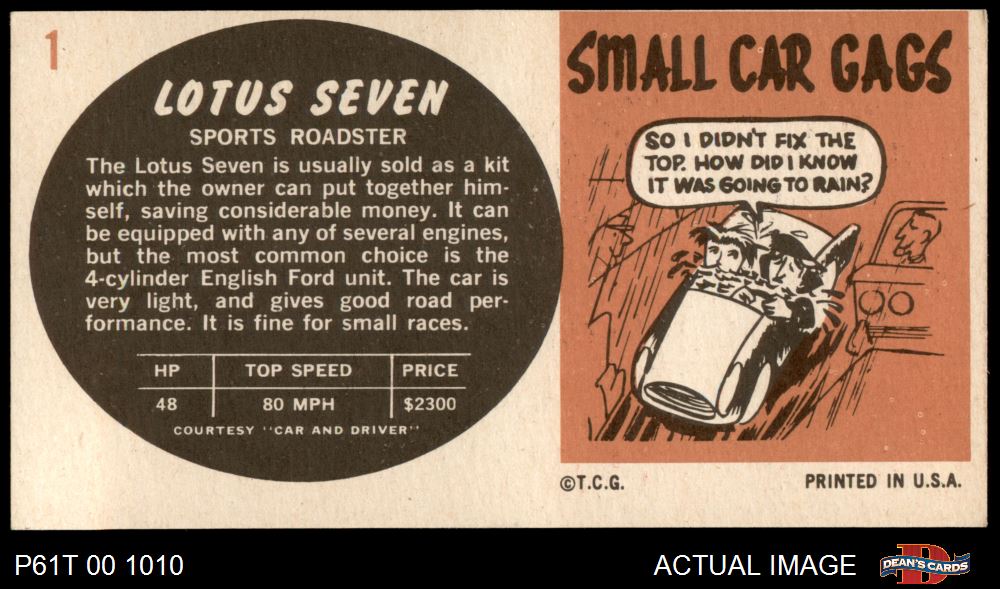 1
LOTUS SEVEN
SPORTS ROADSTER
The Lotus Seven is usually sold as a kit
which the owner can put together him-
self, saving considerable money. It can
be equipped with any of several engines,
but the most common choice is the
4-cylinder English Ford unit. The car is
very light, and gives good road per-
formance. It is fine for small races.
HP TOP SPEED PRICE
48 80 MPH $2300
COURTESY "CAR AND DRIVER"
SMALL CAR GAGS
SO I DIDN'T FIX THE
TOP. HOW DID I KNOW
IT WAS GOING TO RAIN?
©T.C.G. PRINTED IN U.S.A.
P61T 00 1010 ACTUAL IMAGE DEAN'S CARDS